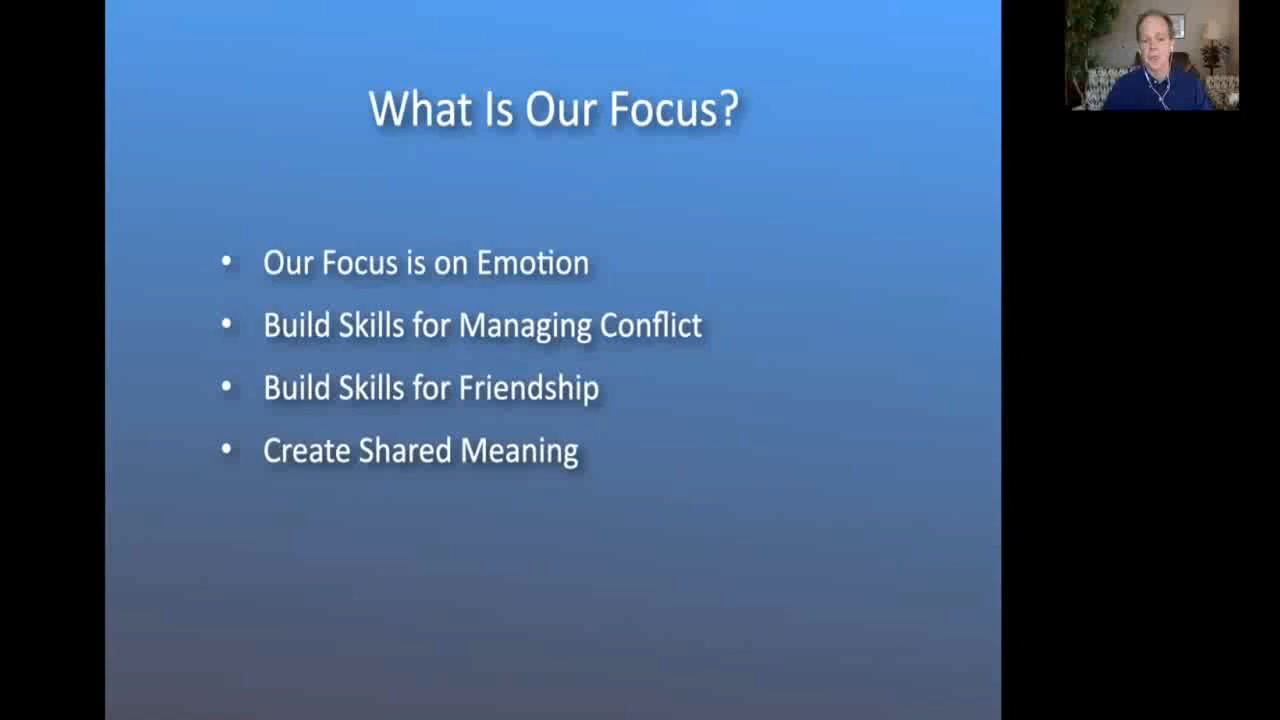 What Is Our Focus?
• Our Focus is on Emotion
• Build Skills for Managing Conflict
• Build Skills for Friendship
• Create Shared Meaning